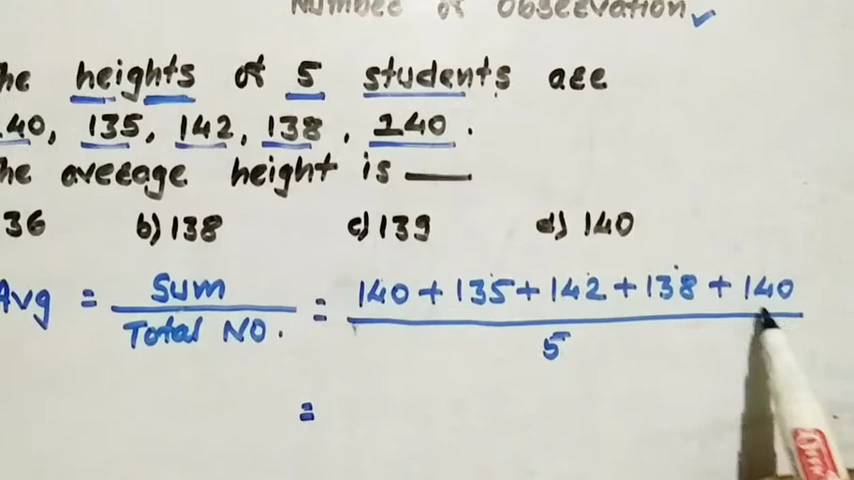 Number of Observation ✓
he heights of 5 students are
140, 135, 142, 138, 140.
he average height is ___
36 b) 138 c) 139 d) 140
Avg = Sum / Total NO. = 140 + 135 + 142 + 138 + 140 / 5
=